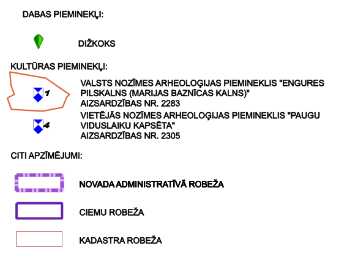 DABAS PIEMINEKĻI:
DIŽKOKS
KULTŪRAS PIEMINEKĻI:
1 VALSTS NOZĪMES ARHEOLOĢIJAS PIEMINEKLIS "ENGURES
PILSKALNS (MARIJAS BAZNĪCAS KALNS)"
AIZSARDZĪBAS NR. 2283
4 VIETĒJĀS NOZĪMES ARHEOLOĢIJAS PIEMINEKLIS "PAUGU
VIDUSLAIKU KAPSĒTA"
AIZSARDZĪBAS NR. 2305
CITI APZĪMĒJUMI:
NOVADA ADMINISTRATĪVĀ ROBEŽA
CIEMU ROBEŽA
KADASTRA ROBEŽA